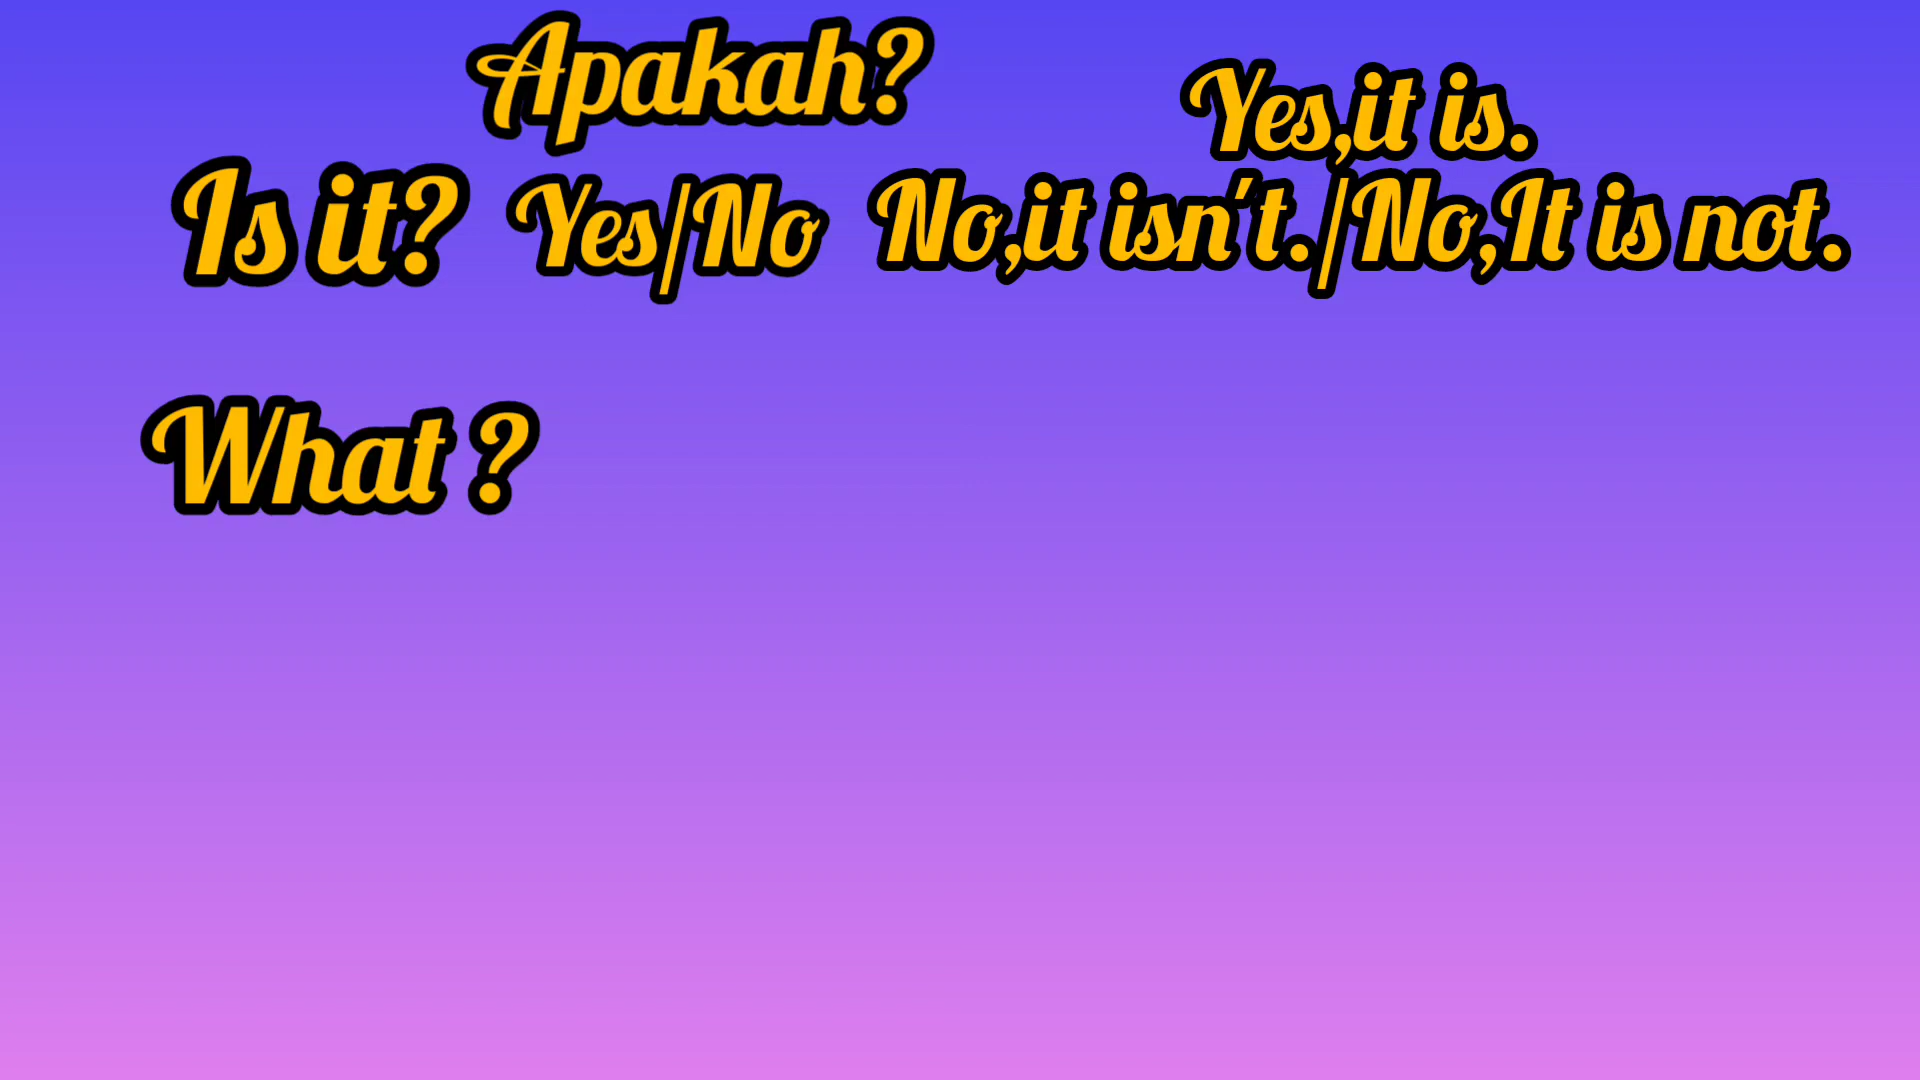 Apakah?
Yes,it is.
Is it? Yes/No No,it isn't./No,It is not.
What ?